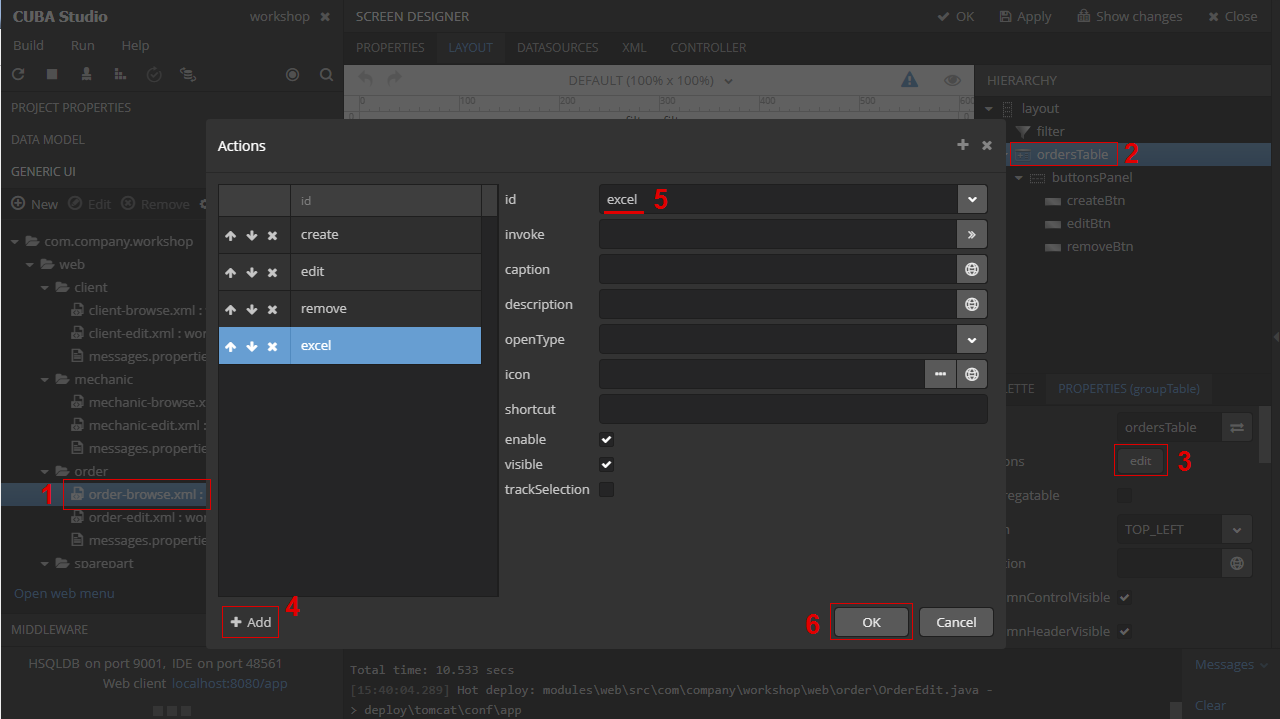 CUBA Studio
workshop
Build Run Help
PROJECT PROPERTIES
DATA MODEL
GENERIC UI
New Edit Remove
com.company.workshop
web
client
client-browse.xml :
client-edit.xml : wor
messages.propertie
mechanic
mechanic-browse.x
mechanic-edit.xml :
messages.propertie
order
1
order-browse.xml :
order-edit.xml : wor
messages.propertie
sparepart
Open web menu
MIDDLEWARE
HSQLDB on port 9001, IDE on port 48561
Web client localhost:8080/app
SCREEN DESIGNER
OK Apply Show changes Close
PROPERTIES LAYOUT DATASOURCES XML CONTROLLER
DEFAULT (100% x 100%)
0 100 200 300 400 500 600
0
Actions
id
create
edit
remove
excel
Add
4
id excel 5
invoke
caption
description
openType
icon
shortcut
enable
visible
trackSelection
6 OK Cancel
HIERARCHY
layout
filter
ordersTable 2
buttonsPanel
createBtn
editBtn
removeBtn
ETTE PROPERTIES (groupTable)
ordersTable
ons edit 3
regatable
TOP_LEFT
ion
mnControlVisible
mnHeaderVisible
Total time: 10.533 secs
[15:40:04.289] Hot deploy: modules\web\src\com\company\workshop\web\order\OrderEdit.java -
> deploy\tomcat\conf\app
Messages
Clear